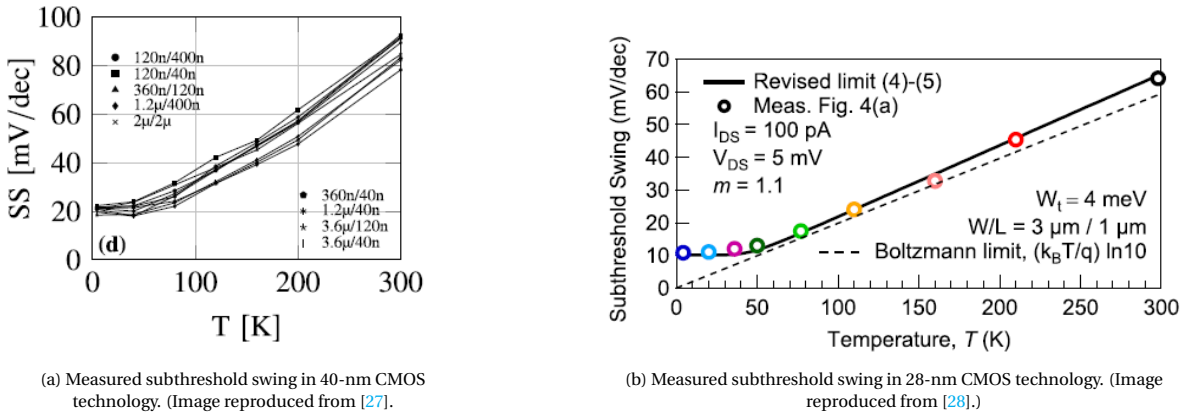 100
80
60
40
20
0
SS [mV/dec]
120n/400n
120n/40n
360n/120n
1.2µ/400n
2µ/2µ
360n/40n
1.2µ/40n
3.6µ/120n
3.6µ/40n
(d)
0 100 200 300
T [K]
(a) Measured subthreshold swing in 40-nm CMOS
technology. (Image reproduced from [27].
70
60
50
40
30
20
10
0
Subthreshold Swing (mV/dec)
Revised limit (4)-(5)
Meas. Fig. 4(a)
I_DS = 100 pA
V_DS = 5 mV
m = 1.1
W_t = 4 meV
W/L = 3 µm / 1 µm
Boltzmann limit, (k_BT/q) ln10
0 50 100 150 200 250 300
Temperature, T (K)
(b) Measured subthreshold swing in 28-nm CMOS technology. (Image
reproduced from [28].)